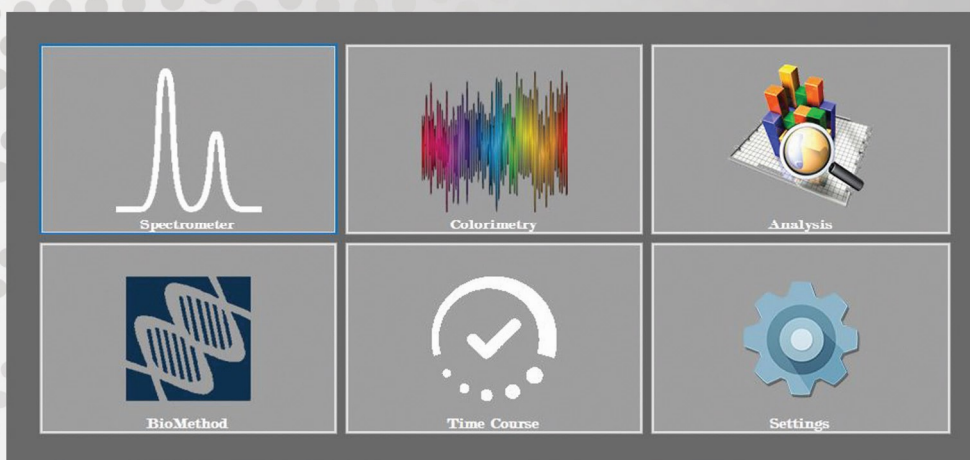 Spectrometer
Colorimetry
Analysis
BioMethod
Time Course
Settings